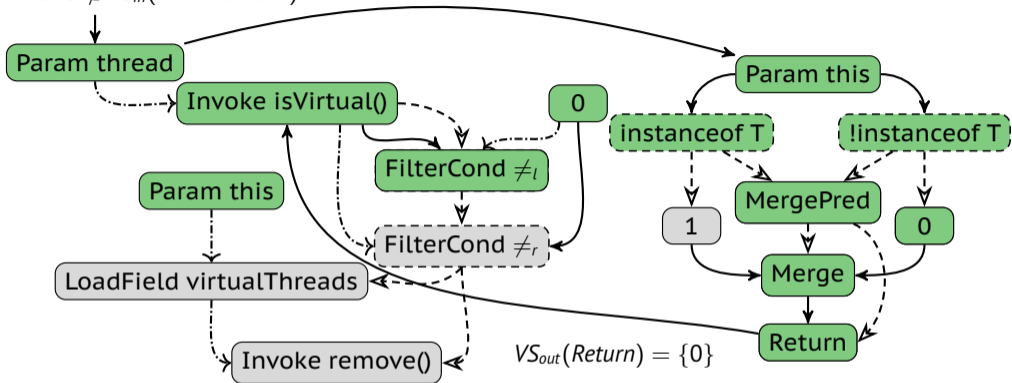 Param thread
Param this
Invoke isVirtual()
0
instanceof T
!instanceof T
FilterCond ≠l
Param this
MergePred
1
0
FilterCond ≠r
LoadField virtualThreads
Merge
Return
Invoke remove()
VSout(Return) = {0}